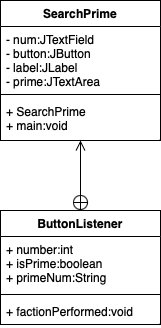 SearchPrime
- num:JTextField
- button:JButton
- label:JLabel
- prime:JTextArea
+ SearchPrime
+ main:void
ButtonListener
+ number:int
+ isPrime:boolean
+ primeNum:String
+ factionPerformed:void